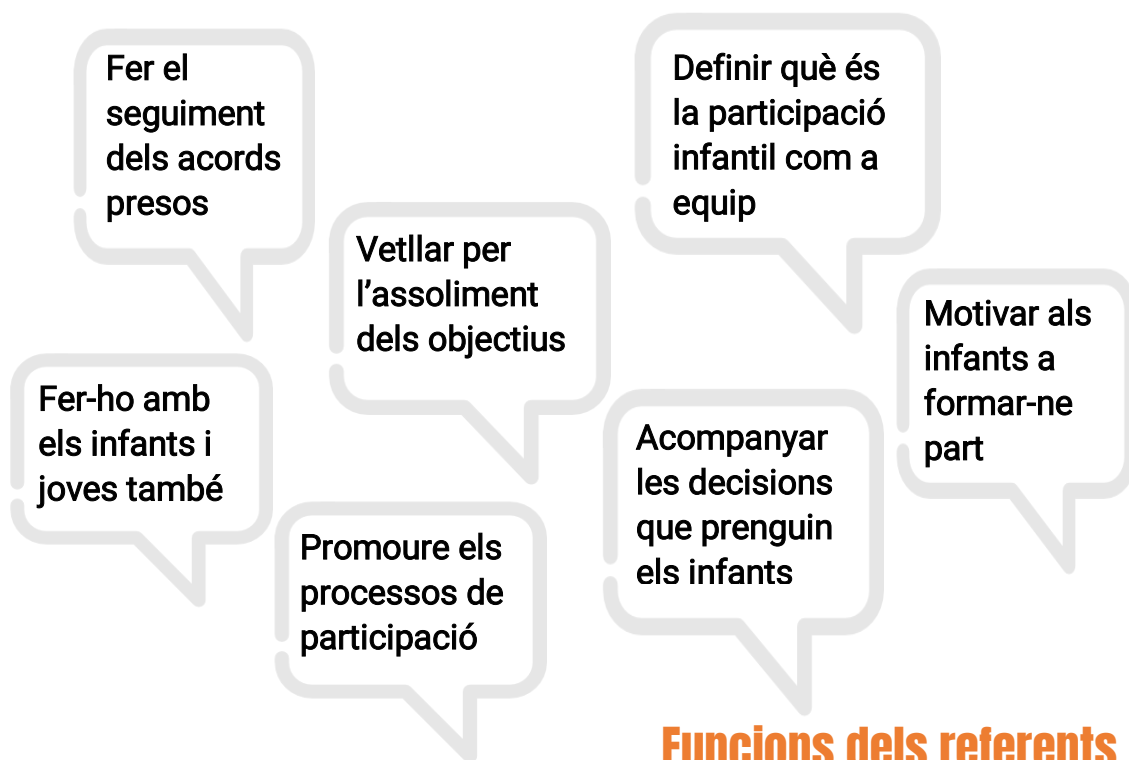 Fer el
seguiment
dels acords
presos
Definir què és
la participació
infantil com a
equip
Vetllar per
l’assoliment
dels objectius
Motivar als
infants a
formar-ne
part
Fer-ho amb
els infants i
joves també
Acompanyar
les decisions
que prenguin
els infants
Promoure els
processos de
participació
Funcions dels referents